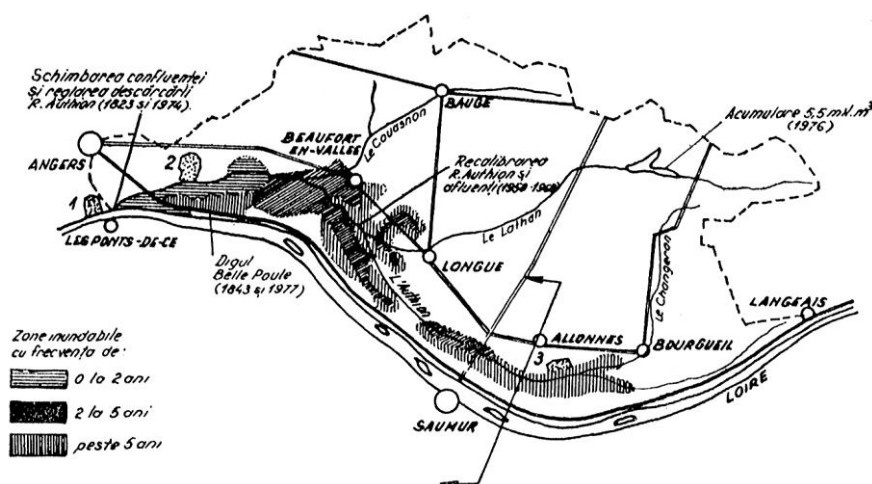 Schimbarea confluenței
și reglarea descărcării
R. Authion (1823 și 1974)
BAUGE
Acumulare 5,5 mil. m³
(1976)
BEAUFORT
EN-VALLEE
Le Couasnon
ANGERS
2
Recalibrarea
R. Authion și
afluenți
1
LES PONTS-DE-CE
Le Lathan
Digul
Belle Poule
(1843 și 1977)
L'Authion
LONGUE
Le Changeron
LANGEAIS
ALLONNES
3
BOURGUEIL
LOIRE
SAUMUR
Zone inundabile
cu frecvența de:
0 la 2 ani
2 la 5 ani
peste 5 ani